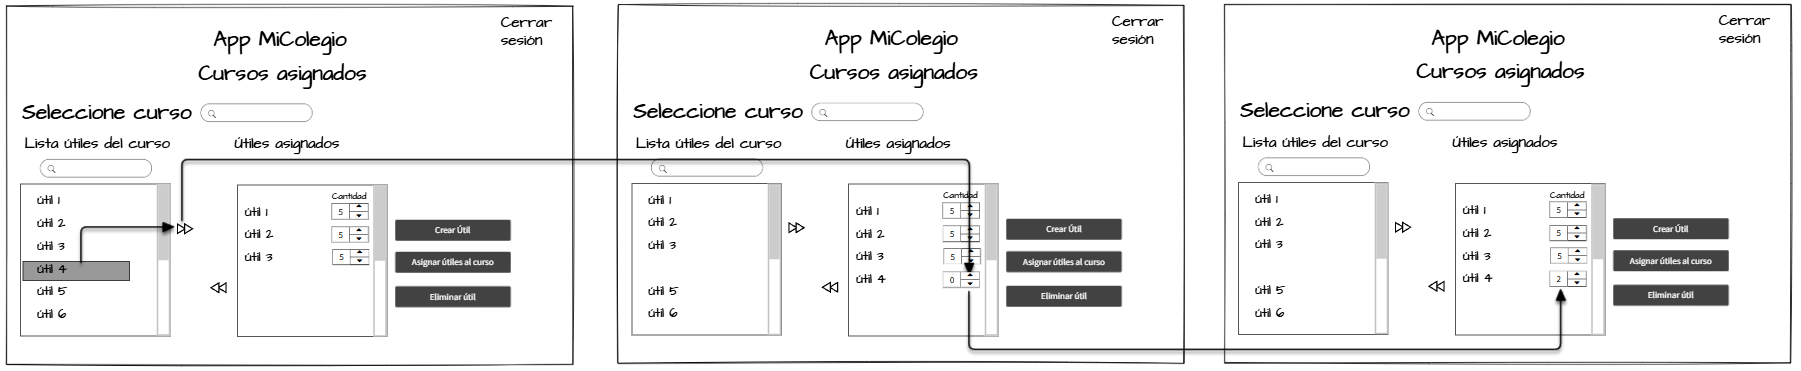 Cerrar
sesión
App MiColegio
Cursos asignados
Seleccione curso
Lista útiles del curso
Útiles asignados
útil 1
útil 2
útil 3
útil 4
útil 5
útil 6
Cantidad
útil 1 5
útil 2 5
útil 3 5
Crear Útil
Asignar útiles al curso
Eliminar útil
Cerrar
sesión
App MiColegio
Cursos asignados
Seleccione curso
Lista útiles del curso
Útiles asignados
útil 1
útil 2
útil 3
útil 5
útil 6
Cantidad
útil 1 5
útil 2 5
útil 3 5
útil 4 0
Crear Útil
Asignar útiles al curso
Eliminar útil
Cerrar
sesión
App MiColegio
Cursos asignados
Seleccione curso
Lista útiles del curso
Útiles asignados
útil 1
útil 2
útil 3
útil 5
útil 6
Cantidad
útil 1 5
útil 2 5
útil 3 5
útil 4 2
Crear Útil
Asignar útiles al curso
Eliminar útil